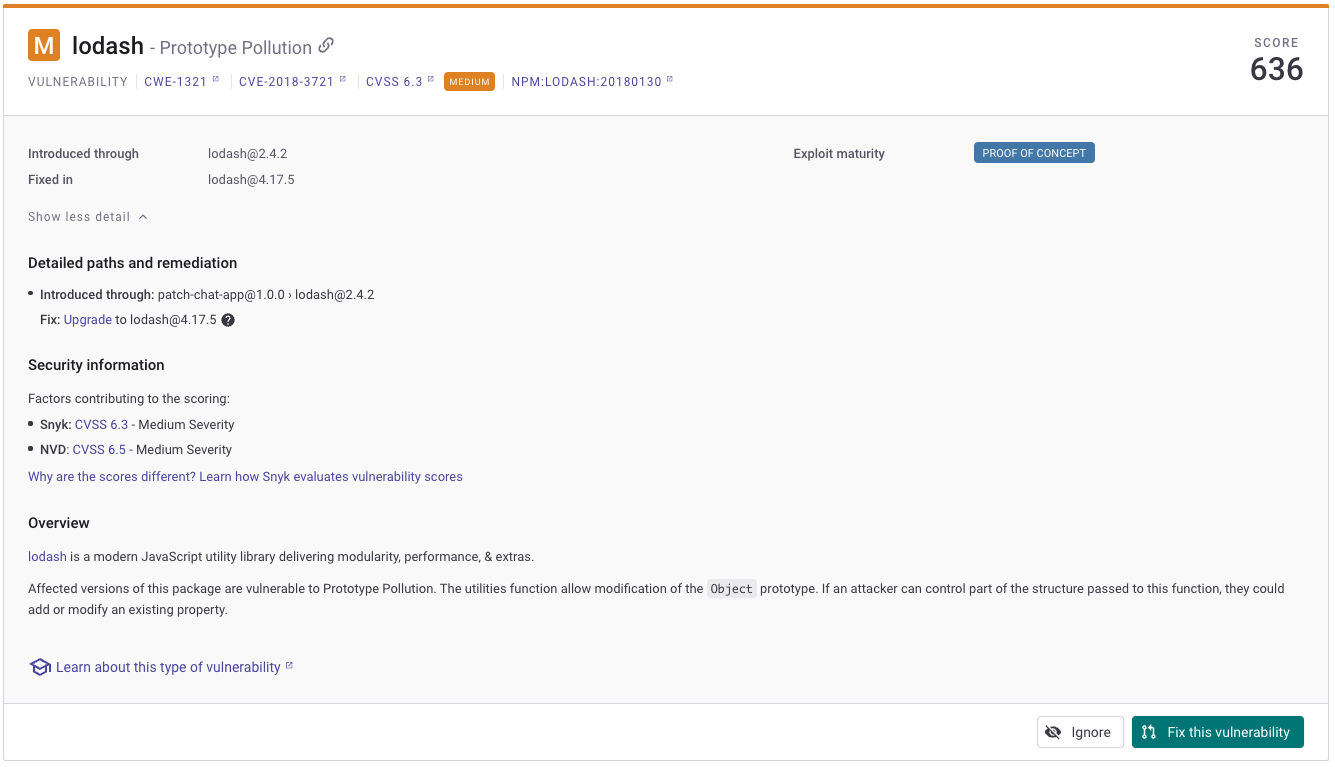 M lodash - Prototype Pollution
SCORE
636
VULNERABILITY CWE-1321 CVE-2018-3721 CVSS 6.3 MEDIUM NPM:LODASH:20180130
Introduced through lodash@2.4.2 Exploit maturity PROOF OF CONCEPT
Fixed in lodash@4.17.5
Show less detail
Detailed paths and remediation
• Introduced through: patch-chat-app@1.0.0 › lodash@2.4.2
Fix: Upgrade to lodash@4.17.5 ?
Security information
Factors contributing to the scoring:
• Snyk: CVSS 6.3 - Medium Severity
• NVD: CVSS 6.5 - Medium Severity
Why are the scores different? Learn how Snyk evaluates vulnerability scores
Overview
lodash is a modern JavaScript utility library delivering modularity, performance, & extras.
Affected versions of this package are vulnerable to Prototype Pollution. The utilities function allow modification of the Object prototype. If an attacker can control part of the structure passed to this function, they could
add or modify an existing property.
Learn about this type of vulnerability
Ignore Fix this vulnerability